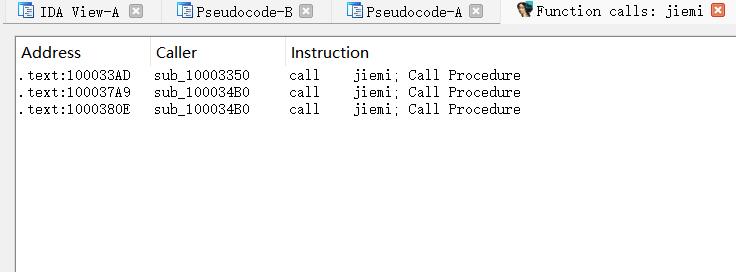 IDA View-A Pseudocode-B Pseudocode-A Function calls: jiemi
Address Caller Instruction
.text:100033AD sub_10003350 call jiemi; Call Procedure
.text:100037A9 sub_100034B0 call jiemi; Call Procedure
.text:1000380E sub_100034B0 call jiemi; Call Procedure